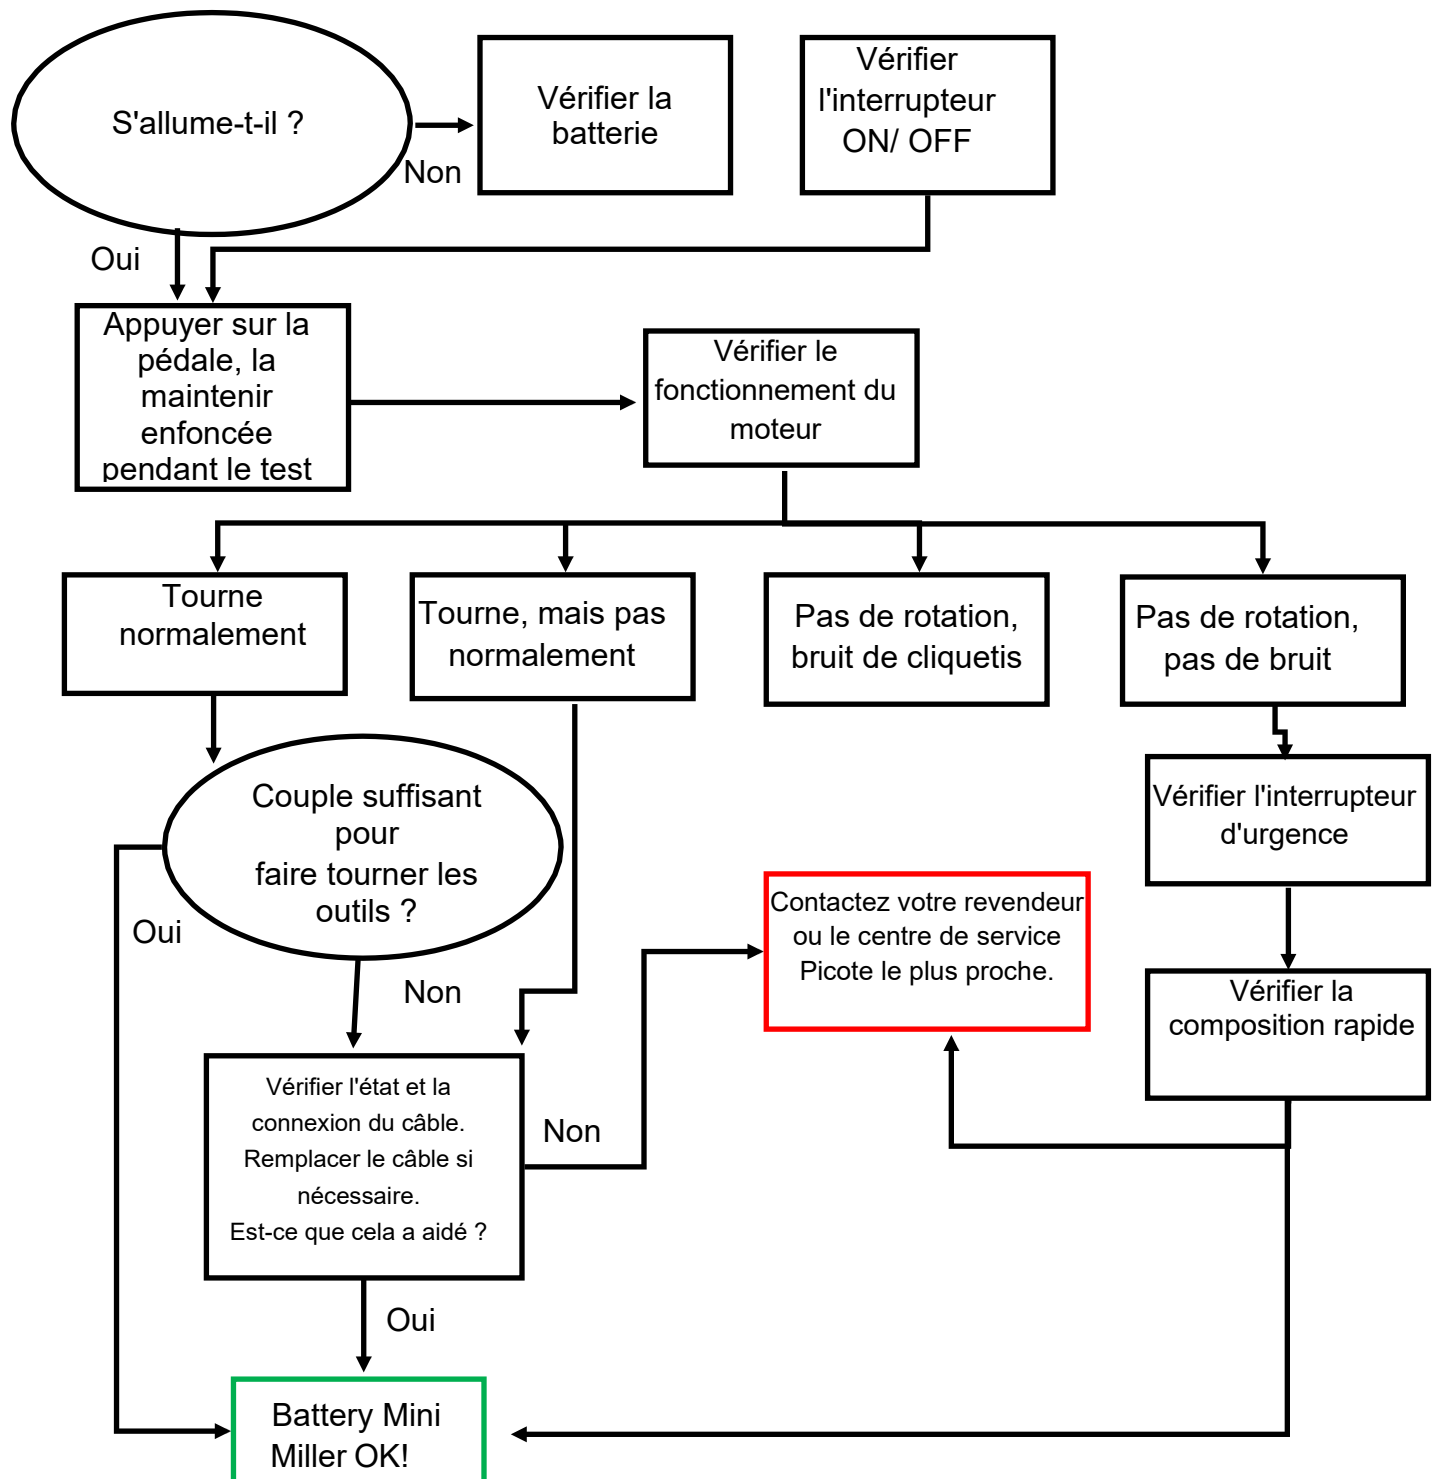 S'allume-t-il ?
Non
Vérifier la
batterie
Vérifier
l'interrupteur
ON/ OFF
Oui
Appuyer sur la
pédale, la
maintenir
enfoncée
pendant le test
Vérifier le
fonctionnement du
moteur
Tourne
normalement
Tourne, mais pas
normalement
Pas de rotation,
bruit de cliquetis
Pas de rotation,
pas de bruit
Couple suffisant
pour
faire tourner les
outils ?
Oui
Non
Vérifier l'interrupteur
d'urgence
Contactez votre revendeur
ou le centre de service
Picote le plus proche.
Vérifier la
composition rapide
Vérifier l'état et la
connexion du câble.
Remplacer le câble si
nécessaire.
Est-ce que cela a aidé ?
Non
Oui
Battery Mini
Miller OK!